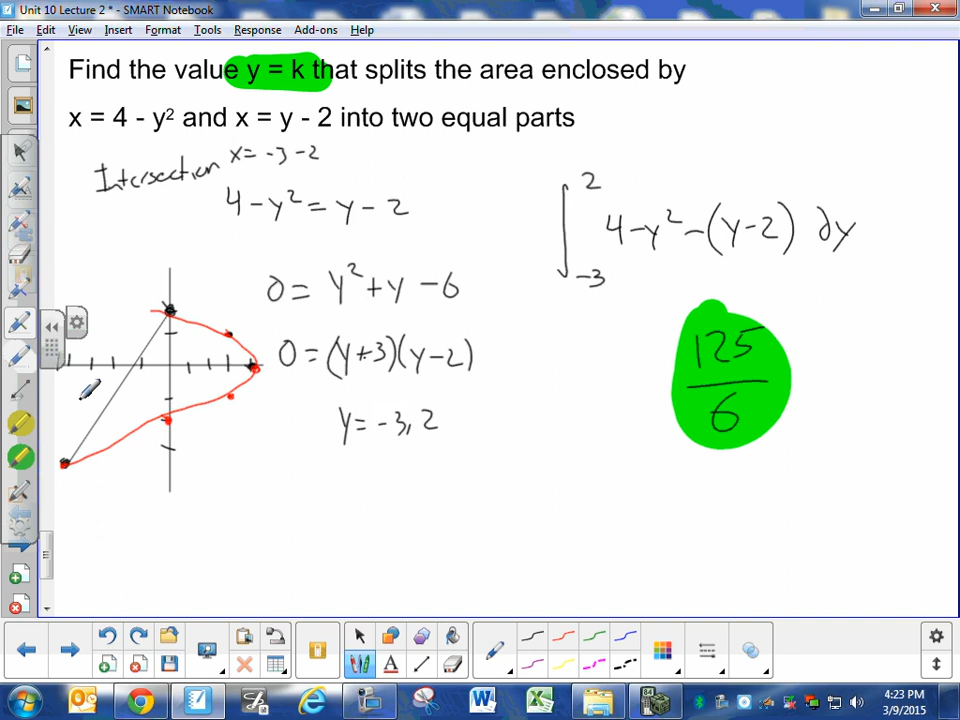 Unit 10 Lecture 2 * - SMART Notebook
File Edit View Insert Format Tools Response Add-ons Help
Find the value y = k that splits the area enclosed by
x = 4 - y² and x = y - 2 into two equal parts
Intersection x= -3 -2
4 - y² = y - 2
0 = y² + y - 6
0 = (y+3)(y-2)
y = -3, 2
2
∫ 4 - y² - (y-2) ∂y
-3
125
6
A
W
84
4:23 PM
3/9/2015